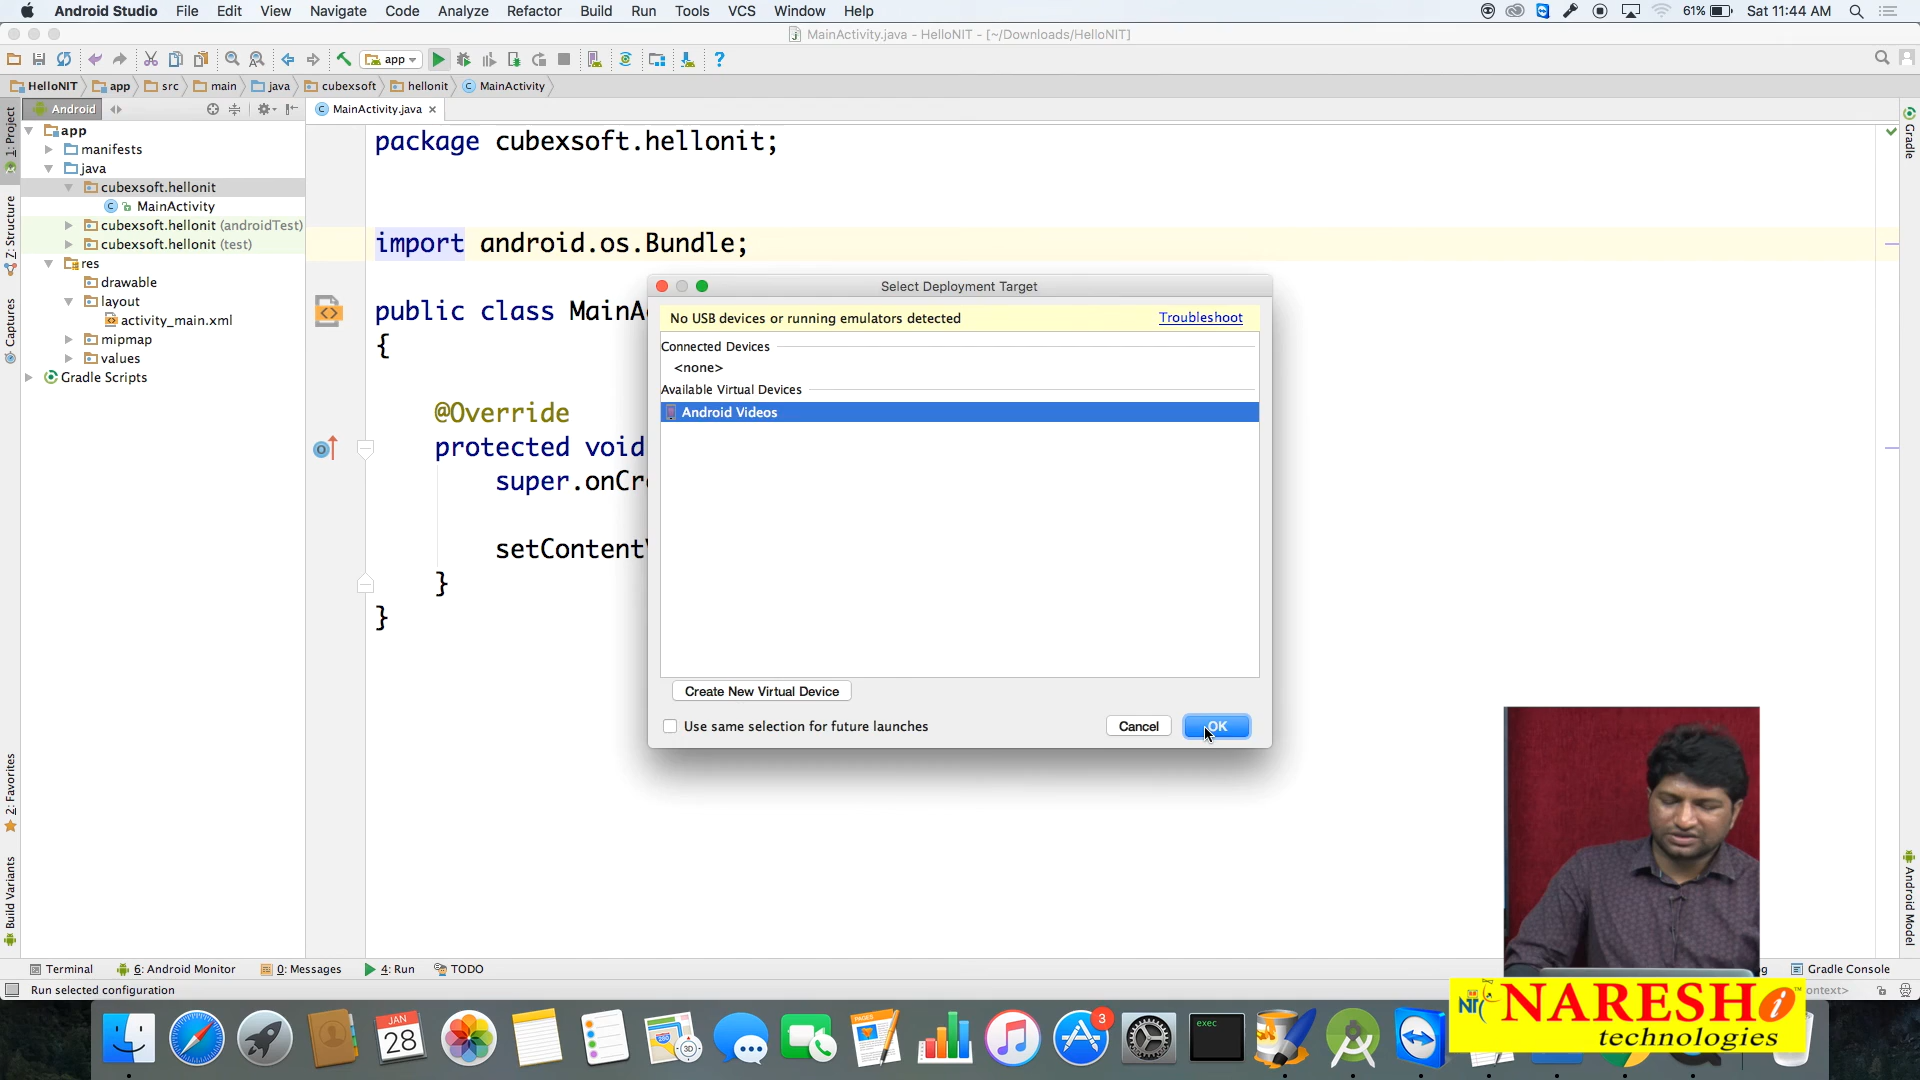 Android Studio File Edit View Navigate Code Analyze Refactor Build Run Tools VCS Window Help 61% Sat 11:44 AM
MainActivity.java - HelloNIT - [~/Downloads/HelloNIT]
app
HelloNIT app src main java cubexsoft hellonit MainActivity
Android MainActivity.java
1: Project
Z: Structure
Captures
2: Favorites
Build Variants
app
manifests
java
cubexsoft.hellonit
MainActivity
cubexsoft.hellonit (androidTest)
cubexsoft.hellonit (test)
res
drawable
layout
activity_main.xml
mipmap
values
Gradle Scripts
package cubexsoft.hellonit;
import android.os.Bundle;
public class MainA
{
@Override
protected void
super.onCr
setContent
}
}
Select Deployment Target
No USB devices or running emulators detected Troubleshoot
Connected Devices
<none>
Available Virtual Devices
Android Videos
Create New Virtual Device
Use same selection for future launches Cancel OK
Gradle
Android Model
Terminal 6: Android Monitor 0: Messages 4: Run TODO Gradle Console
Run selected configuration
JAN
28
PAGES
280
3D
3
exec
NiT NARESH i
technologies